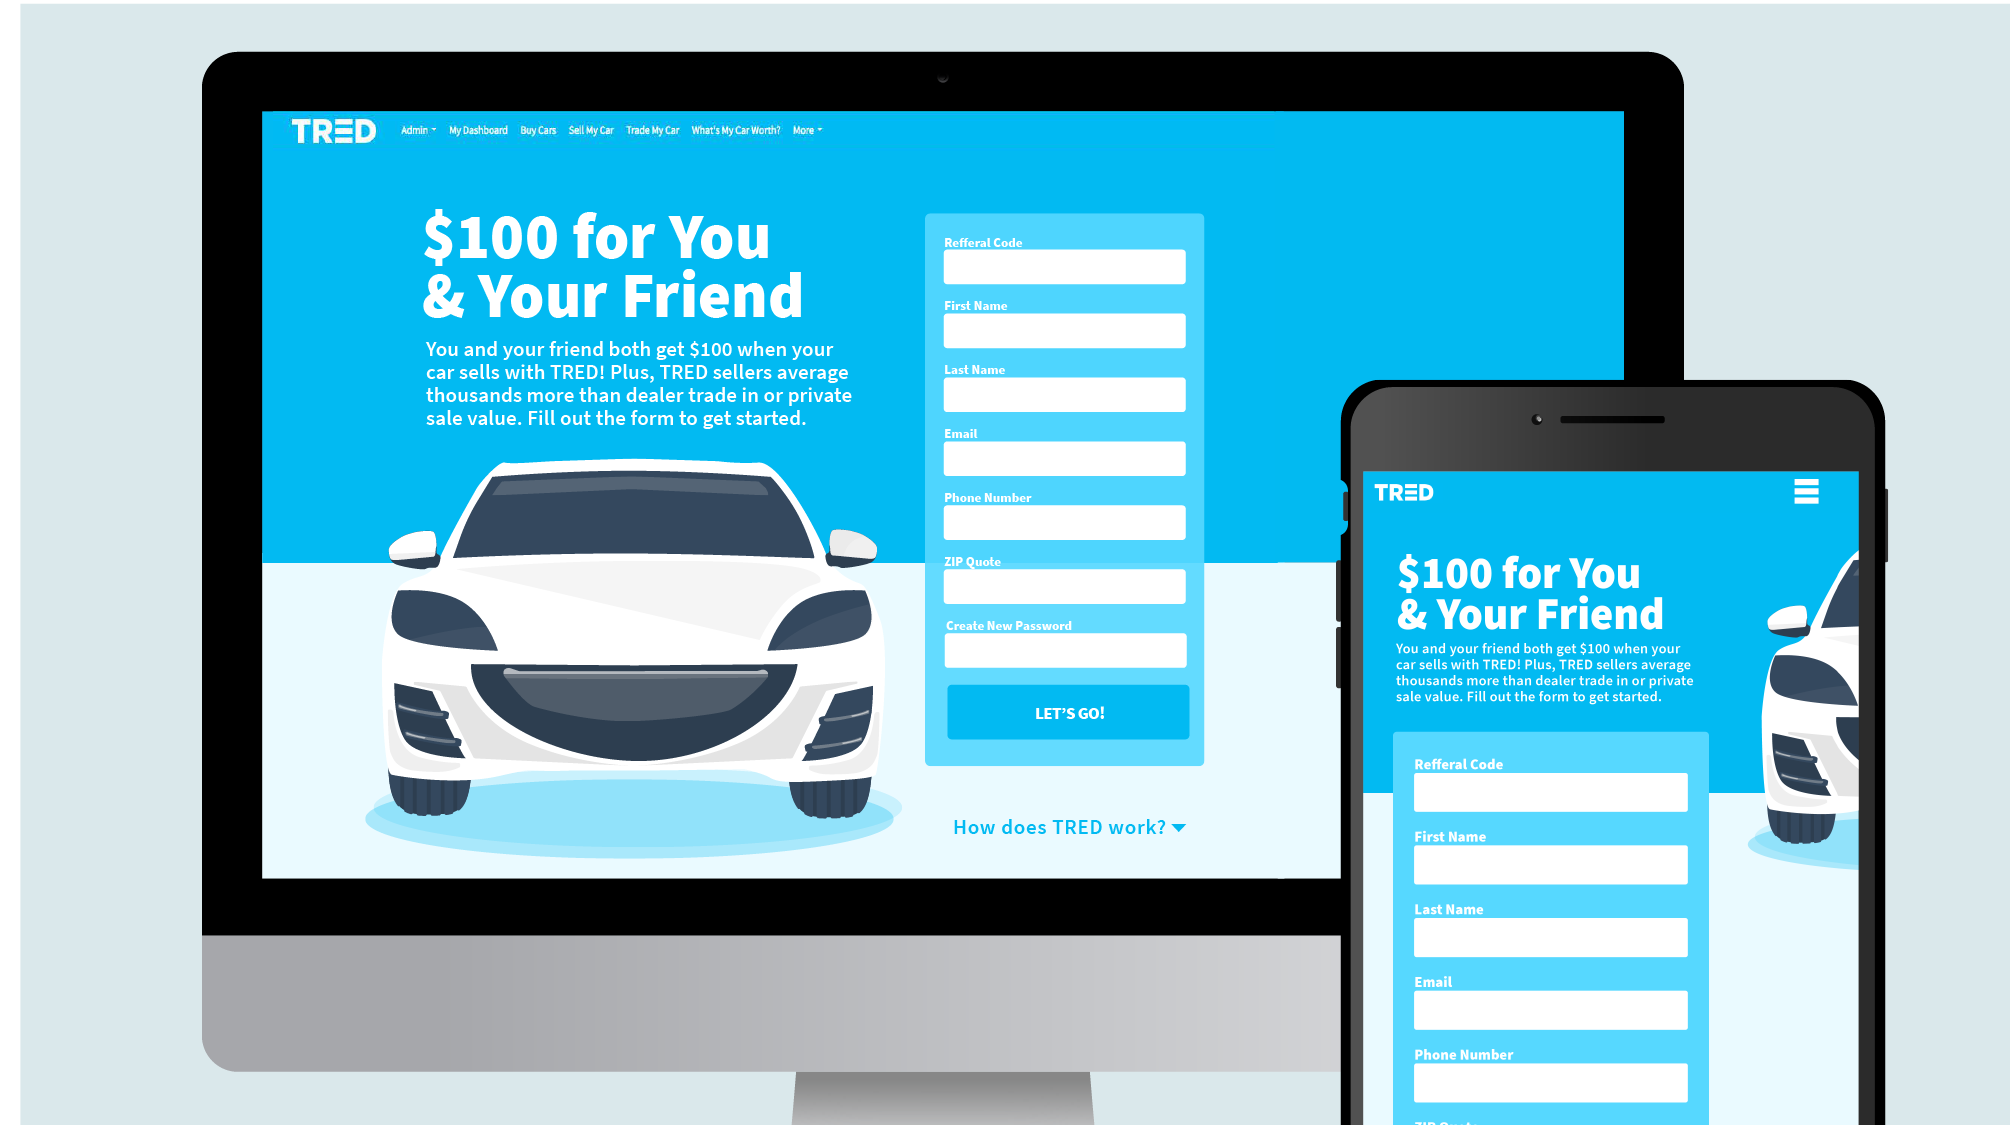 TRED
Admin My Dashboard Buy Cars Sell My Car Trade My Car What's My Car Worth? More
$100 for You
& Your Friend
You and your friend both get $100 when your
car sells with TRED! Plus, TRED sellers average
thousands more than dealer trade in or private
sale value. Fill out the form to get started.
Refferal Code
First Name
Last Name
Email
Phone Number
ZIP Quote
Create New Password
LET'S GO!
How does TRED work?
TRED
$100 for You
& Your Friend
You and your friend both get $100 when your
car sells with TRED! Plus, TRED sellers average
thousands more than dealer trade in or private
sale value. Fill out the form to get started.
Refferal Code
First Name
Last Name
Email
Phone Number